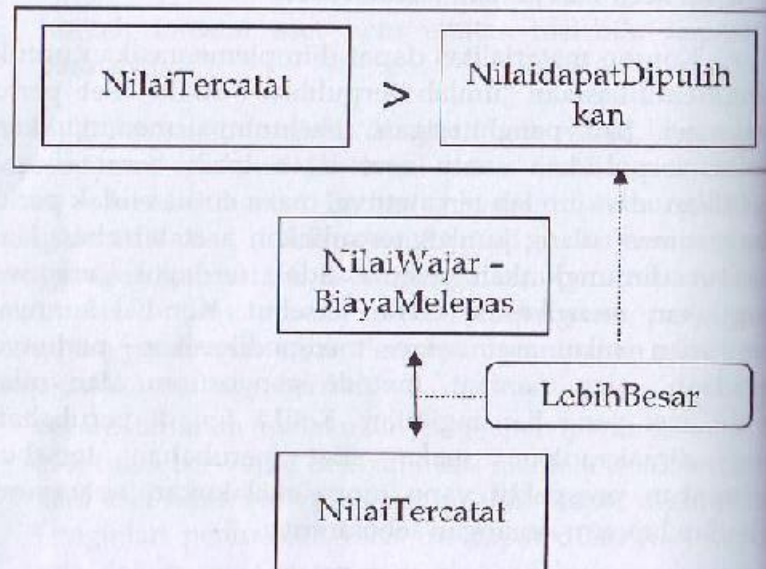 NilaiTercatat > NilaidapatDipulih
kan
NilaiWajar –
BiayaMelepas
LebihBesar
NilaiTercatat